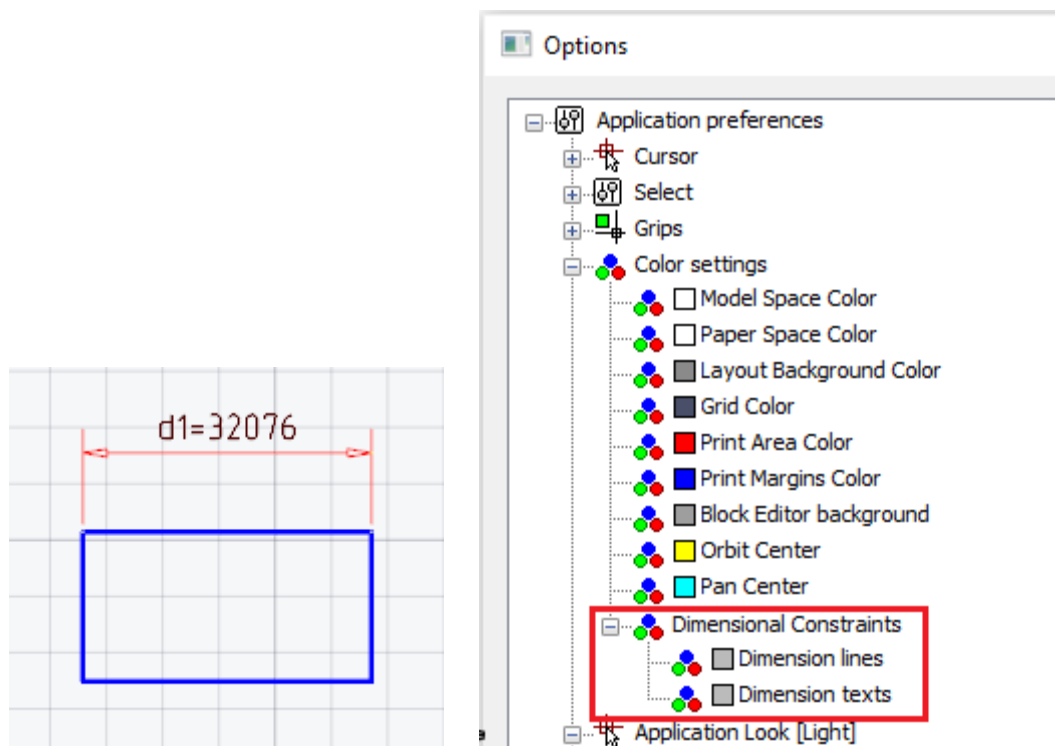 d1=32076
Options
Application preferences
Cursor
Select
Grips
Color settings
Model Space Color
Paper Space Color
Layout Background Color
Grid Color
Print Area Color
Print Margins Color
Block Editor background
Orbit Center
Pan Center
Dimensional Constraints
Dimension lines
Dimension texts
Application Look [Light]